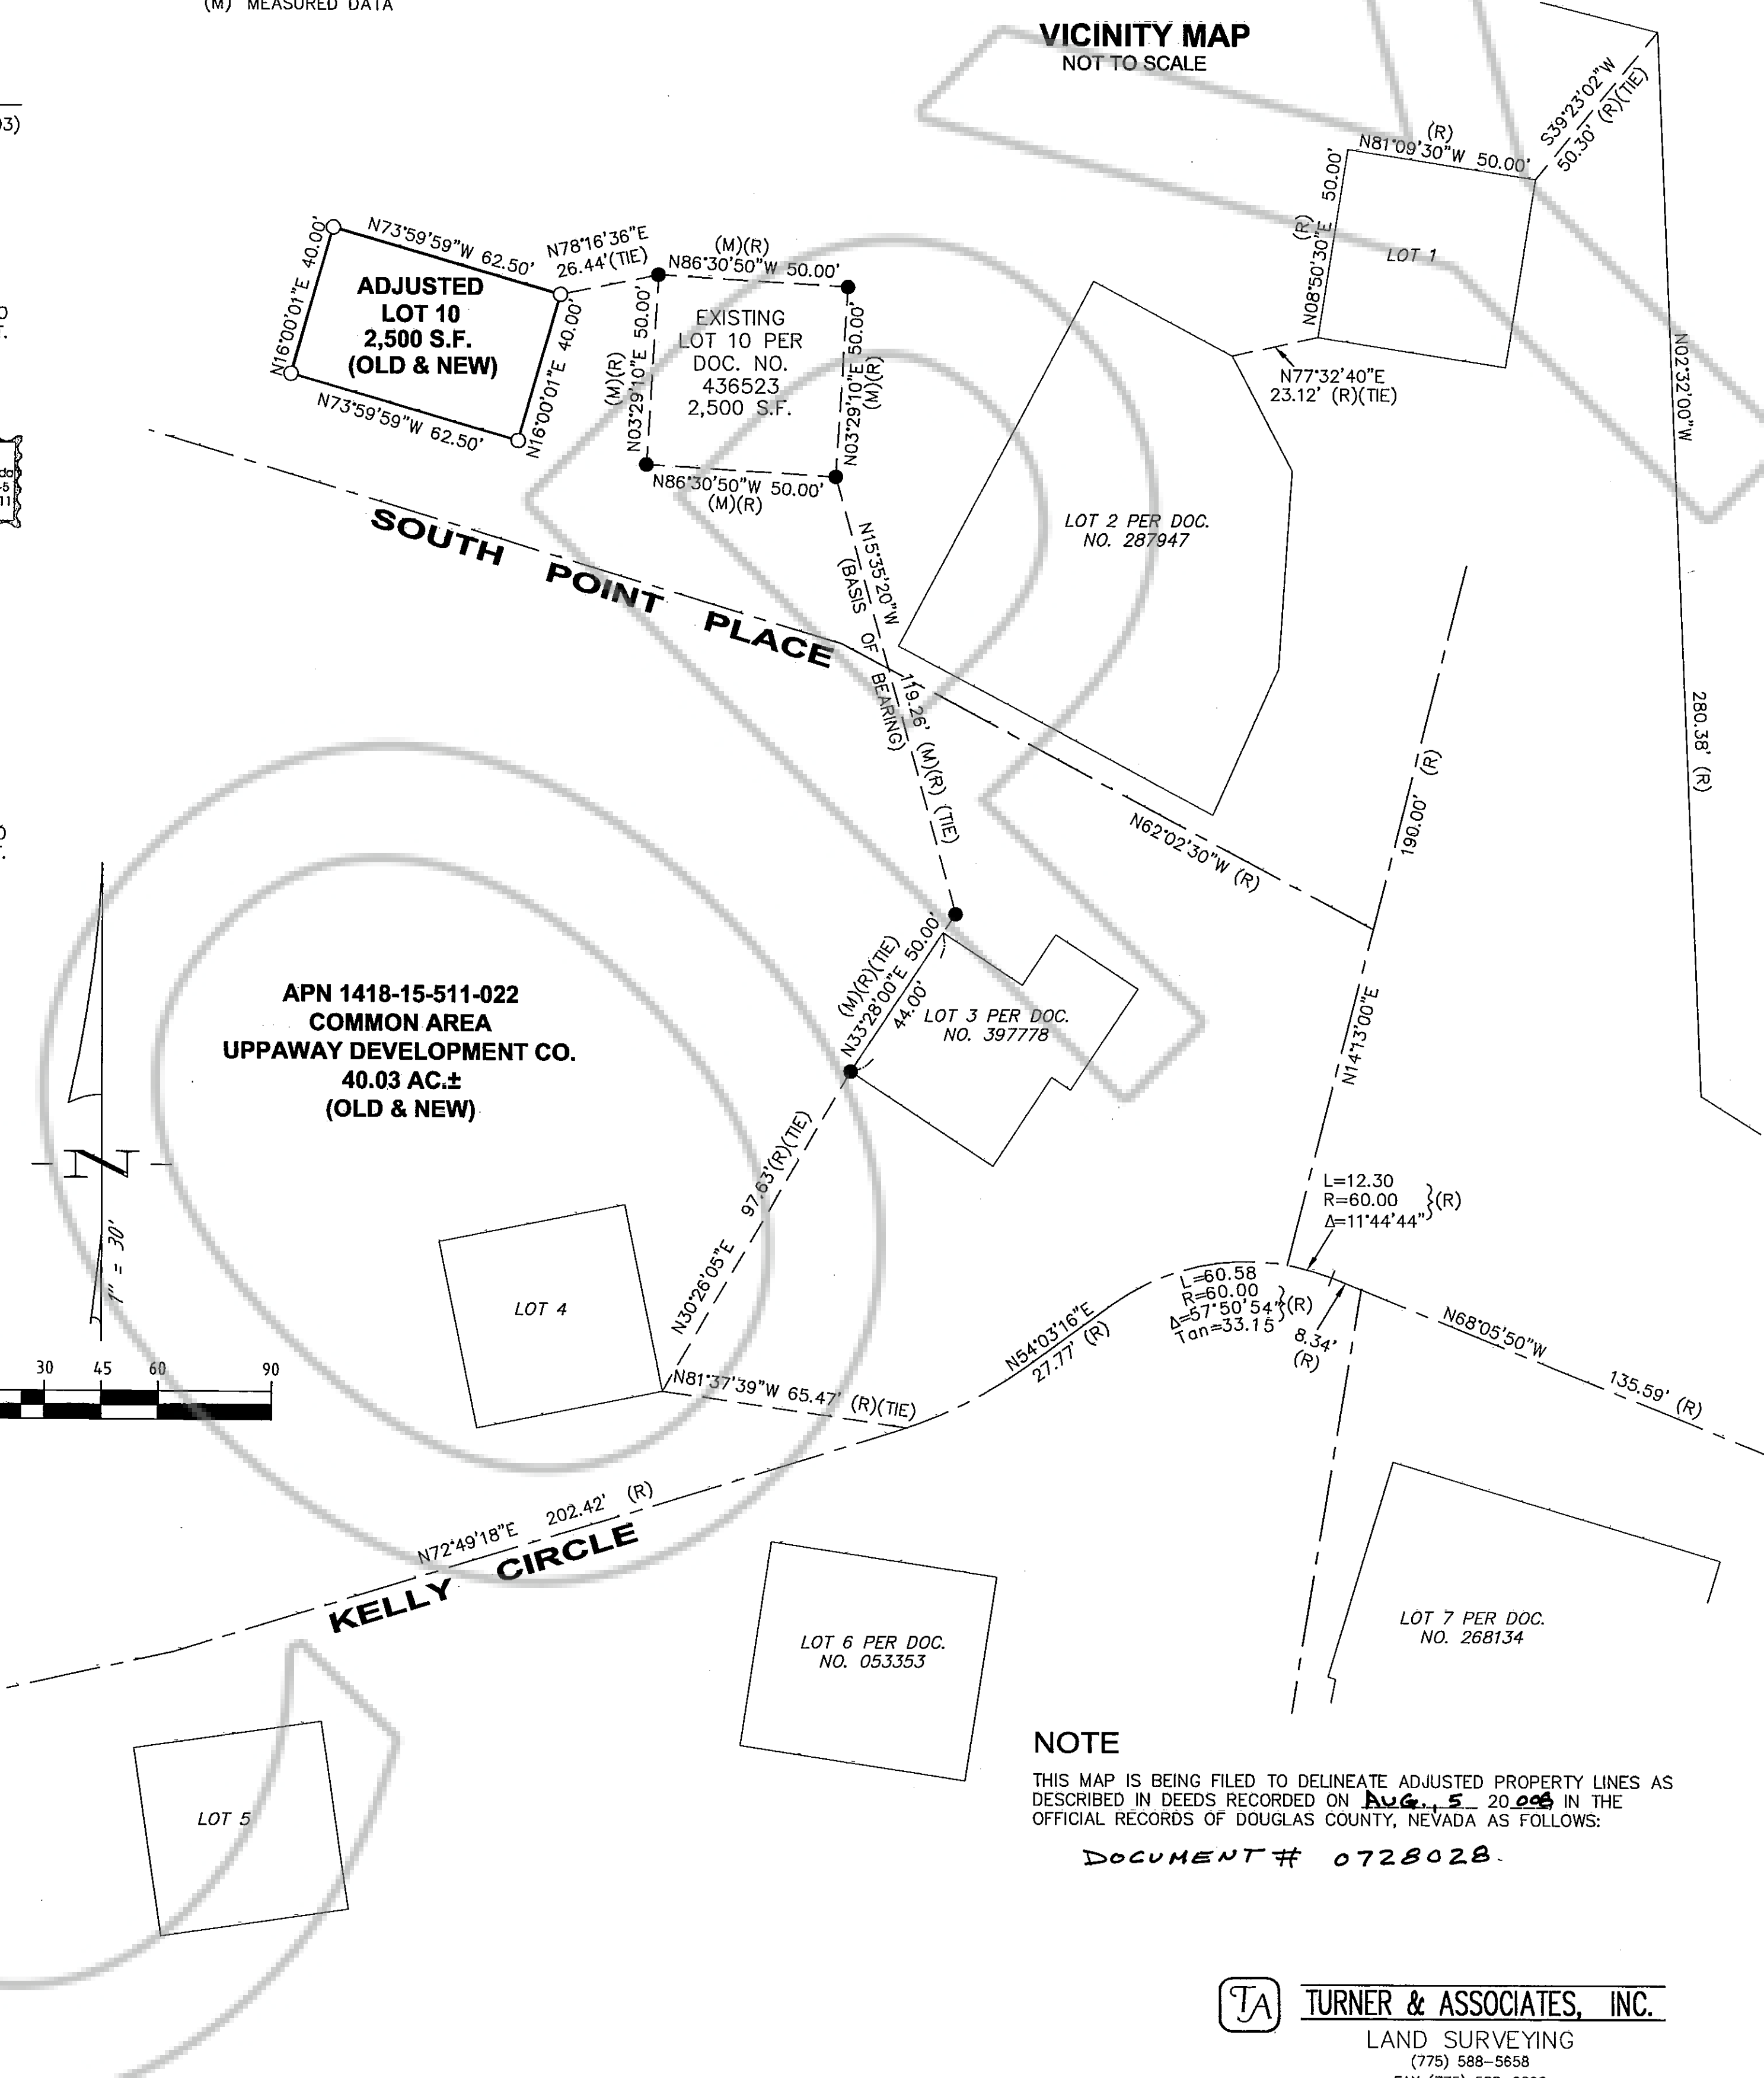 (M) MEASURED DATA
VICINITY MAP
NOT TO SCALE
S39°23'02"W
50.30' (R)(TIE)
(R)
N81°09'30"W 50.00'
N08°50'30"E 50.00'
(R)
LOT 1
N77°32'40"E
23.12' (R)(TIE)
N02°32'00"W
280.38' (R)
N73°59'59"W 62.50'
N16°00'01"E 40.00'
ADJUSTED
LOT 10
2,500 S.F.
(OLD & NEW)
N16°00'01"E 40.00'
N73°59'59"W 62.50'
N78°16'36"E
26.44'(TIE)
(M)(R)
N86°30'50"W 50.00'
N03°29'10"E 50.00'
(M)(R)
EXISTING
LOT 10 PER
DOC. NO.
436523
2,500 S.F.
N03°29'10"E 50.00'
(M)(R)
N86°30'50"W 50.00'
(M)(R)
LOT 2 PER DOC.
NO. 287947
N15°35'20"W
119.26' (M)(R) (TIE)
(BASIS OF BEARING)
SOUTH POINT PLACE
N62°02'30"W (R)
190.00' (R)
N14°13'00"E
APN 1418-15-511-022
COMMON AREA
UPPAWAY DEVELOPMENT CO.
40.03 AC.±
(OLD & NEW)
(M)(R)(TIE)
N33°28'00"E 50.00'
44.00'
LOT 3 PER DOC.
NO. 397778
N
1" = 30'
30 45 60 90
N30°26'05"E 97.63'(R)(TIE)
LOT 4
N81°37'39"W 65.47' (R)(TIE)
L=12.30
R=60.00
Δ=11°44'44"
(R)
L=60.58
R=60.00
Δ=57°50'54"
Tan=33.15
(R)
8.34'
(R)
N54°03'16"E
27.77' (R)
N68°05'50"W
135.59' (R)
N72°49'18"E 202.42' (R)
KELLY CIRCLE
LOT 6 PER DOC.
NO. 053353
LOT 7 PER DOC.
NO. 268134
LOT 5
NOTE
THIS MAP IS BEING FILED TO DELINEATE ADJUSTED PROPERTY LINES AS
DESCRIBED IN DEEDS RECORDED ON AUG., 5 20 008 IN THE
OFFICIAL RECORDS OF DOUGLAS COUNTY, NEVADA AS FOLLOWS:
DOCUMENT # 0728028.
TA TURNER & ASSOCIATES, INC.
LAND SURVEYING
(775) 588-5658